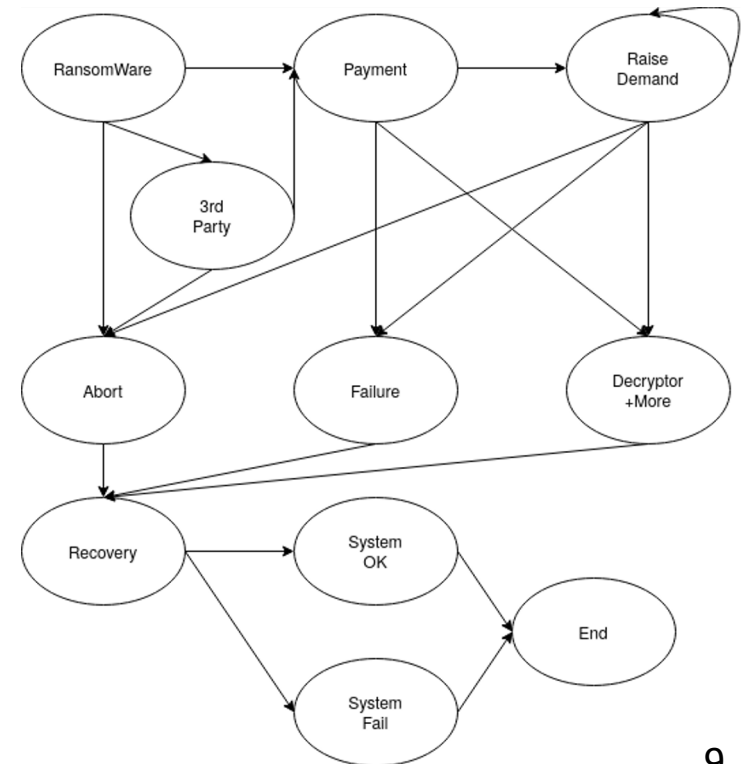 RansomWare
Payment
Raise
Demand
3rd
Party
Abort
Failure
Decryptor
+More
Recovery
System
OK
End
System
Fail
9